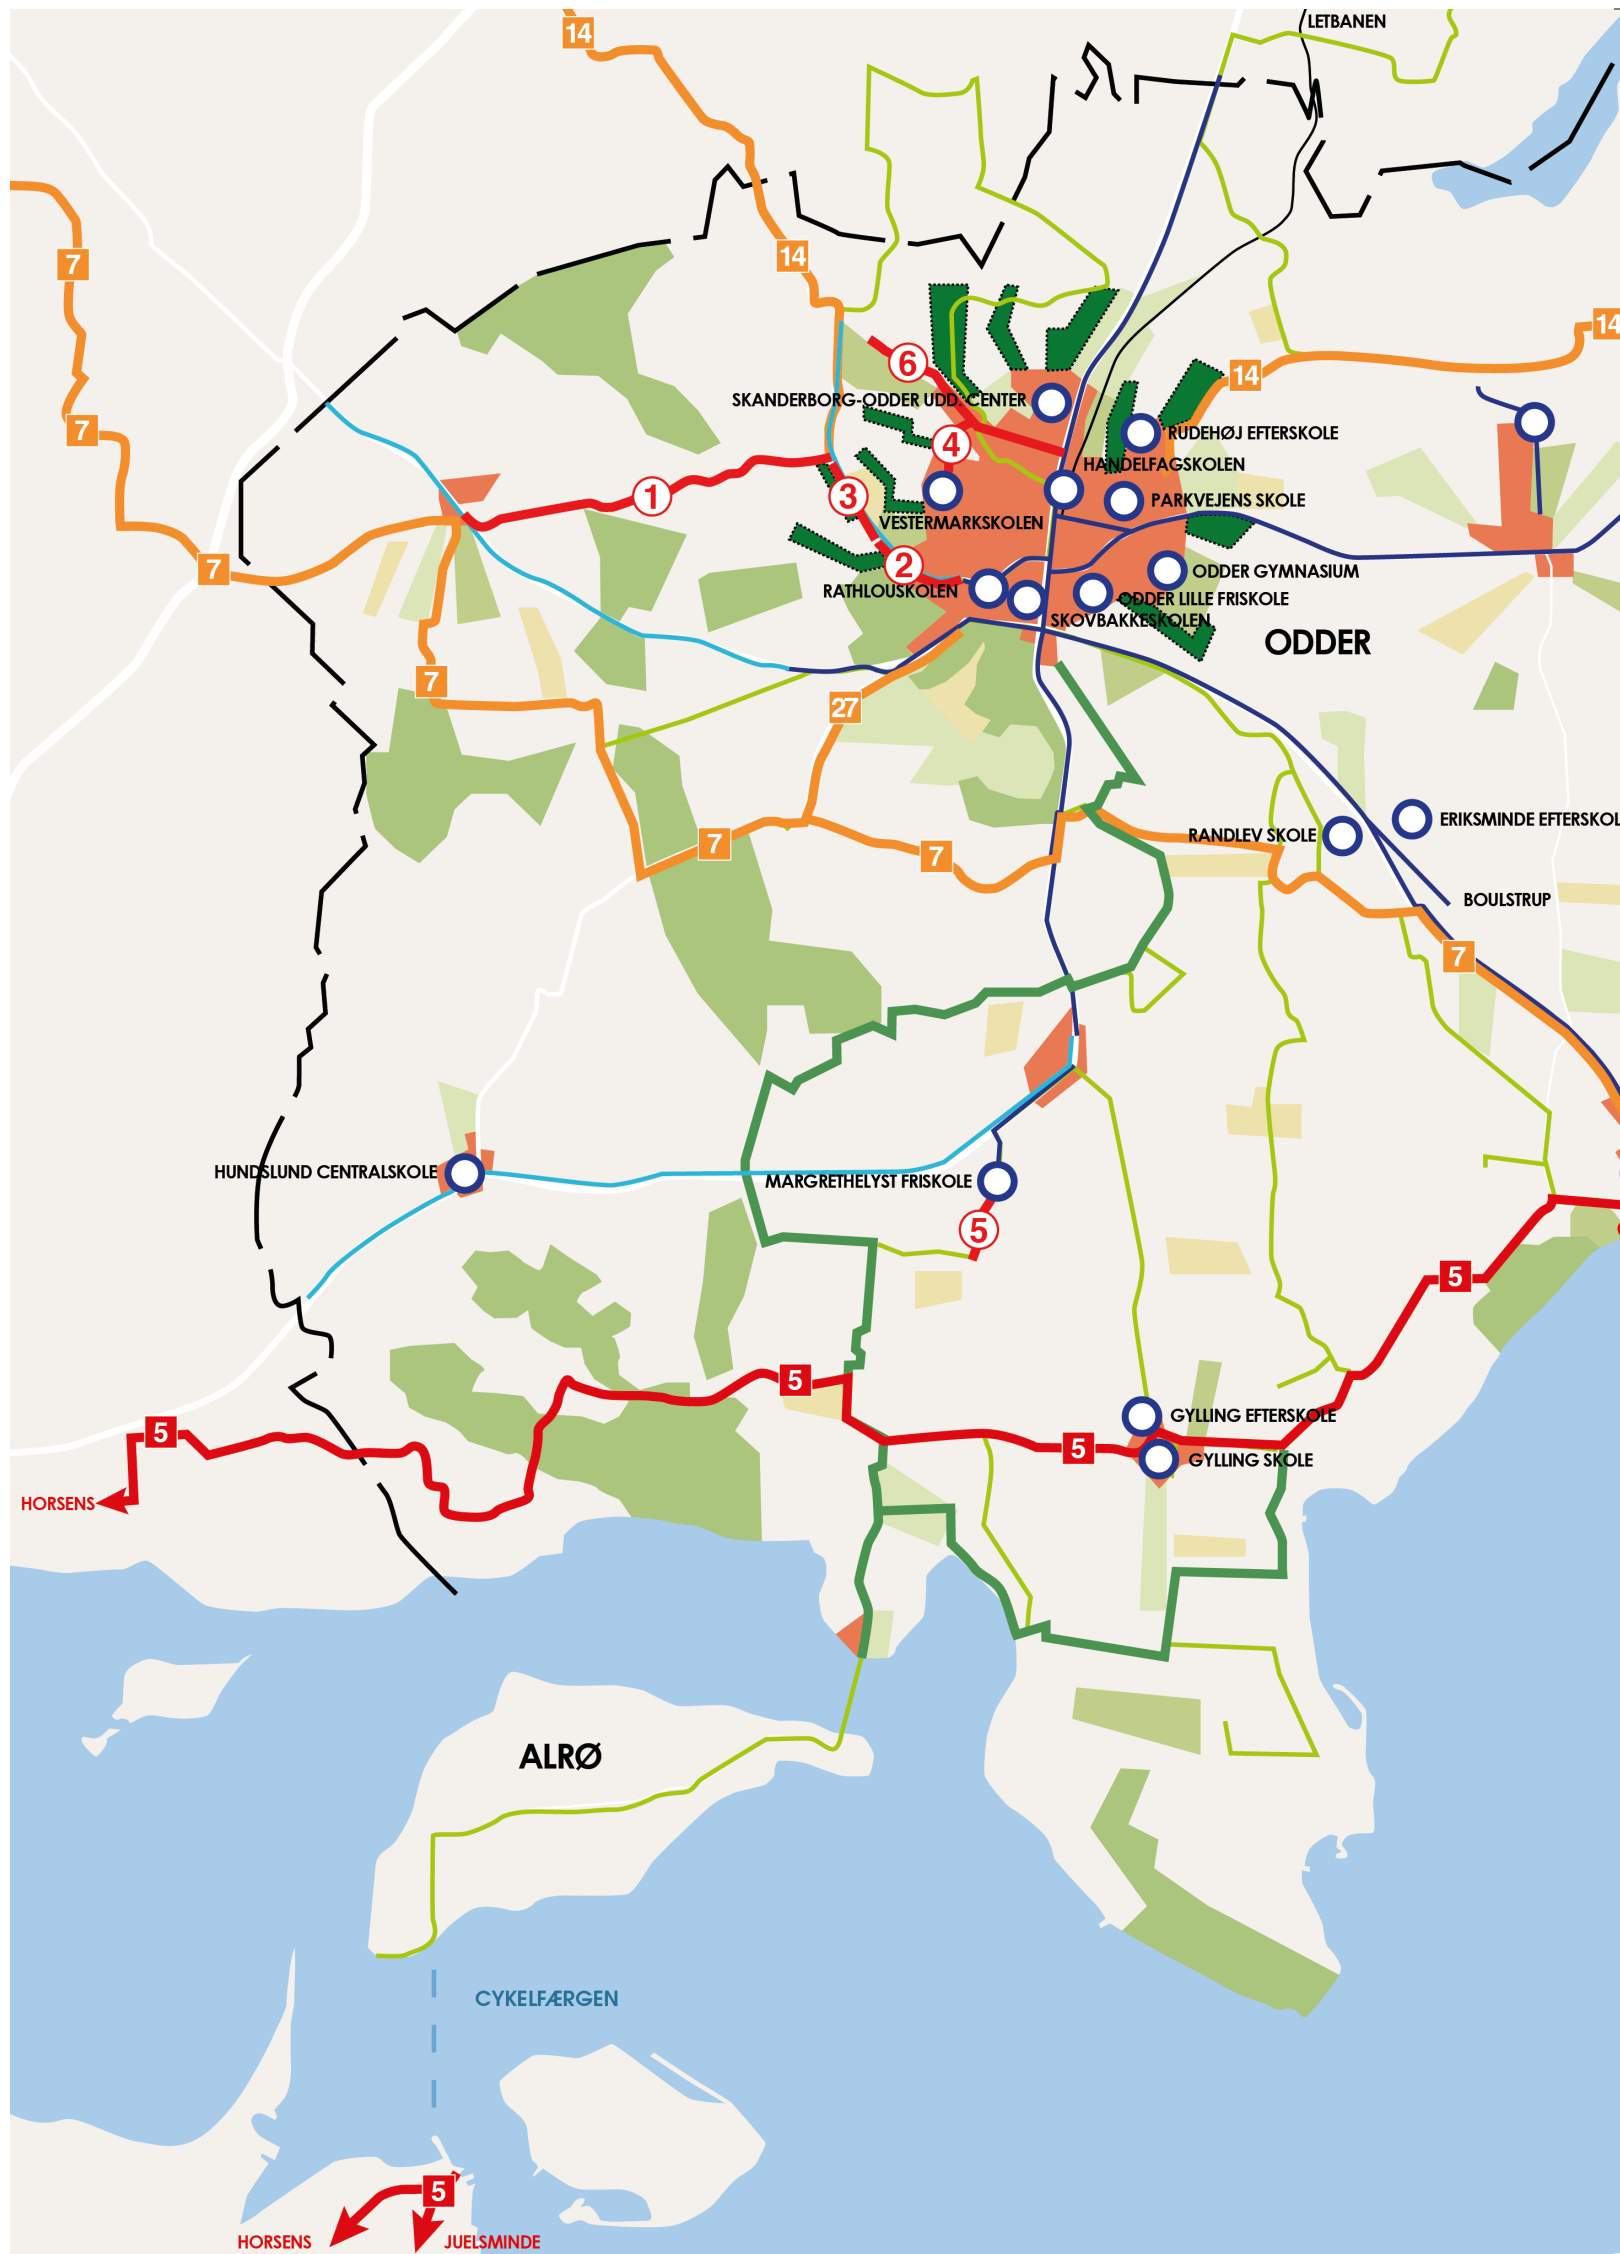 14
LETBANEN
14
7
14
6
14
SKANDERBORG-ODDER UDD. CENTER
7
4
RUDEHØJ EFTERSKOLE
HANDELFAGSKOLEN
1
3
PARKVEJENS SKOLE
VESTERMARKSKOLEN
7
2
ODDER GYMNASIUM
RATHLOUSKOLEN
ODDER LILLE FRISKOLE
SKOVBAKKESKOLEN
ODDER
7
27
ERIKSMINDE EFTERSKOL
RANDLEV SKOLE
7
7
BOULSTRUP
7
HUNDSLUND CENTRALSKOLE
MARGRETHELYST FRISKOLE
5
5
5
GYLLING EFTERSKOLE
5
5
GYLLING SKOLE
HORSENS
ALRØ
CYKELFÆRGEN
5
HORSENS
JUELSMINDE